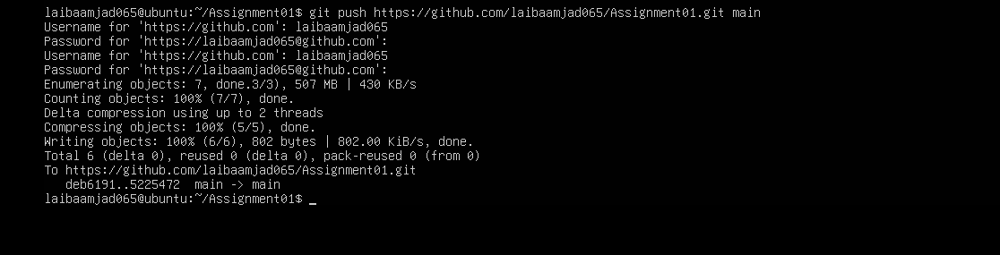 laibaamjad065@ubuntu:~/Assignment01$ git push https://github.com/laibaamjad065/Assignment01.git main
Username for 'https://github.com': laibaamjad065
Password for 'https://laibaamjad065@github.com':
Username for 'https://github.com': laibaamjad065
Password for 'https://laibaamjad065@github.com':
Enumerating objects: 7, done.3/3), 507 MB | 430 KB/s
Counting objects: 100% (7/7), done.
Delta compression using up to 2 threads
Compressing objects: 100% (5/5), done.
Writing objects: 100% (6/6), 802 bytes | 802.00 KiB/s, done.
Total 6 (delta 0), reused 0 (delta 0), pack-reused 0 (from 0)
To https://github.com/laibaamjad065/Assignment01.git
   deb6191..5225472  main -> main
laibaamjad065@ubuntu:~/Assignment01$ _